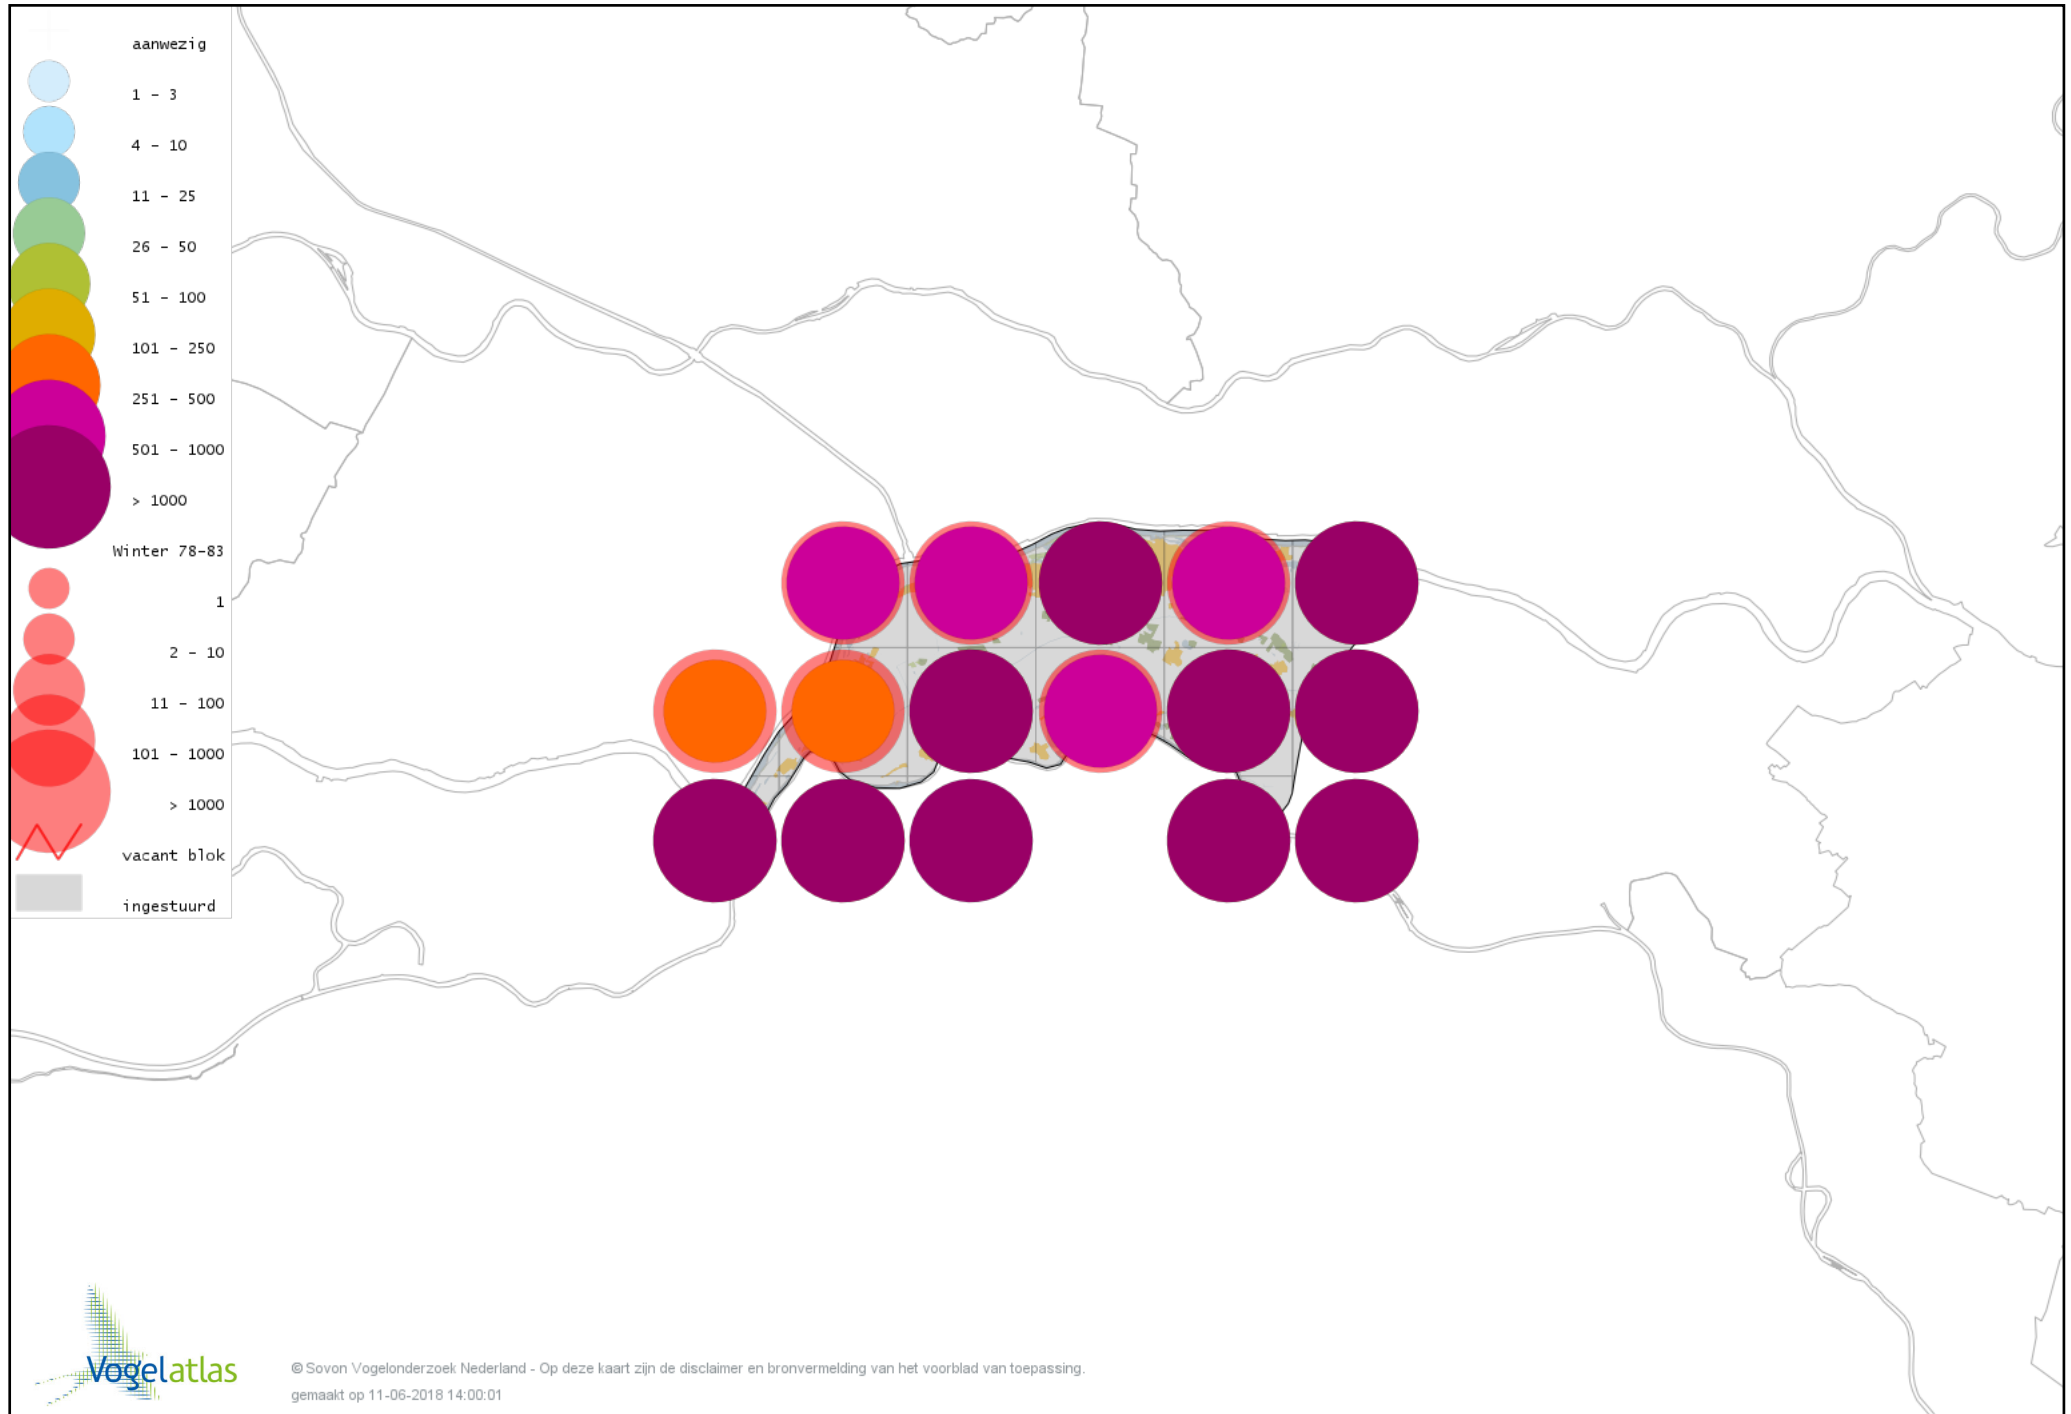 aanwezig
1 - 3
4 - 10
11 - 25
26 - 50
51 - 100
101 - 250
251 - 500
501 - 1000
> 1000
Winter 78-83
1
2 - 10
11 - 100
101 - 1000
> 1000
vacant blok
ingestuurd
Vogelatlas
© Sovon Vogelonderzoek Nederland - Op deze kaart zijn de disclaimer en bronvermelding van het voorblad van toepassing.
gemaakt op 11-06-2018 14:00:01